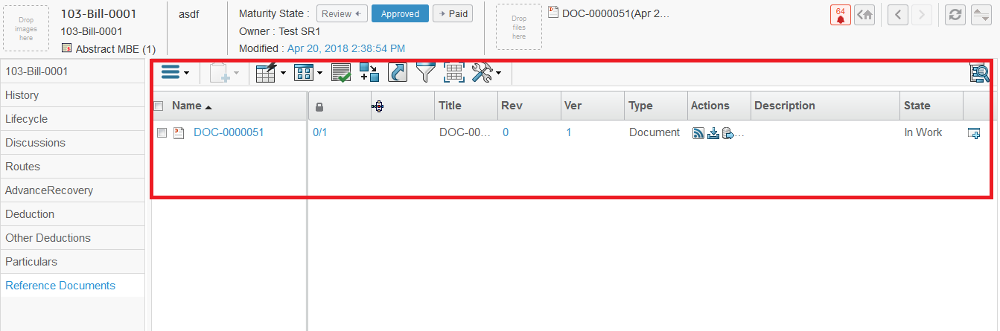 Drop
images
here
103-Bill-0001
103-Bill-0001
Abstract MBE (1)
asdf
Maturity State : Review Approved Paid
Owner : Test SR1
Modified : Apr 20, 2018 2:38:54 PM
Drop
files
here
DOC-0000051(Apr 2...
64
103-Bill-0001
History
Lifecycle
Discussions
Routes
AdvanceRecovery
Deduction
Other Deductions
Particulars
Reference Documents
Name Title Rev Ver Type Actions Description State
DOC-0000051 0/1 DOC-00... 0 1 Document ... In Work